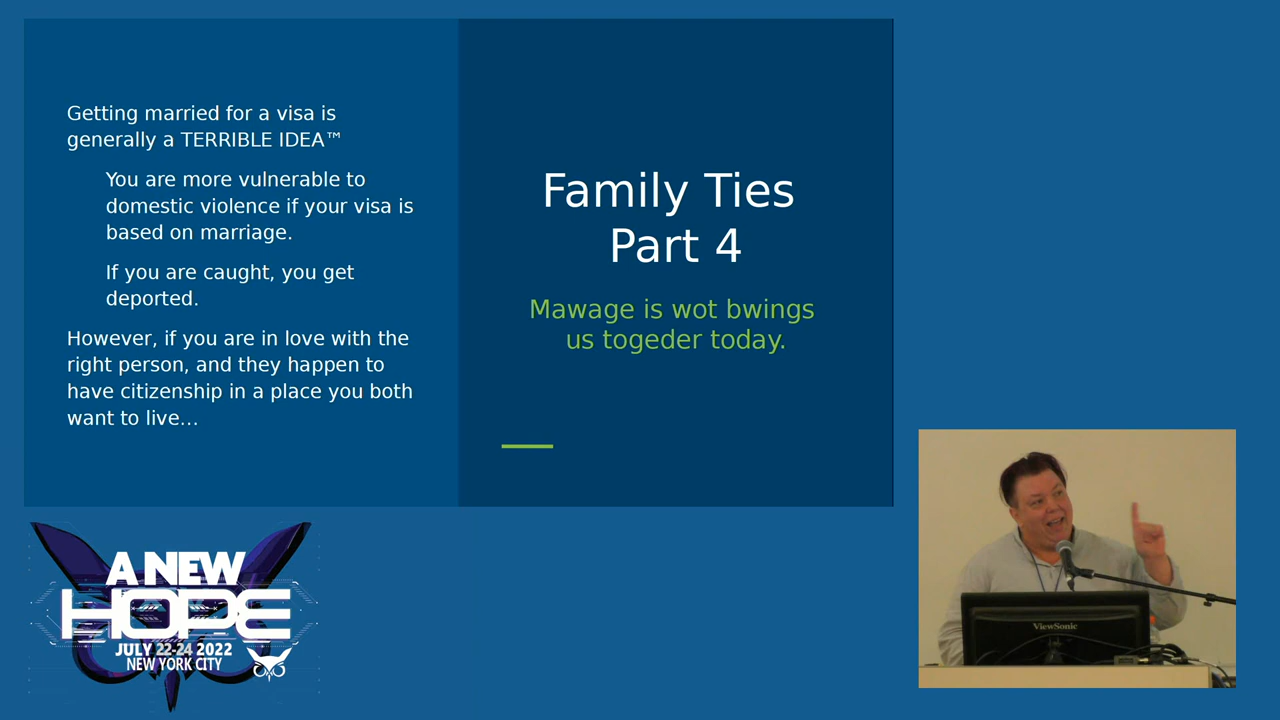 Getting married for a visa is
generally a TERRIBLE IDEA™
You are more vulnerable to
domestic violence if your visa is
based on marriage.
If you are caught, you get
deported.
However, if you are in love with the
right person, and they happen to
have citizenship in a place you both
want to live...
Family Ties
Part 4
Mawage is wot bwings
us togeder today.
A NEW
HOPE
JULY 22-24 2022
NEW YORK CITY
ViewSonic